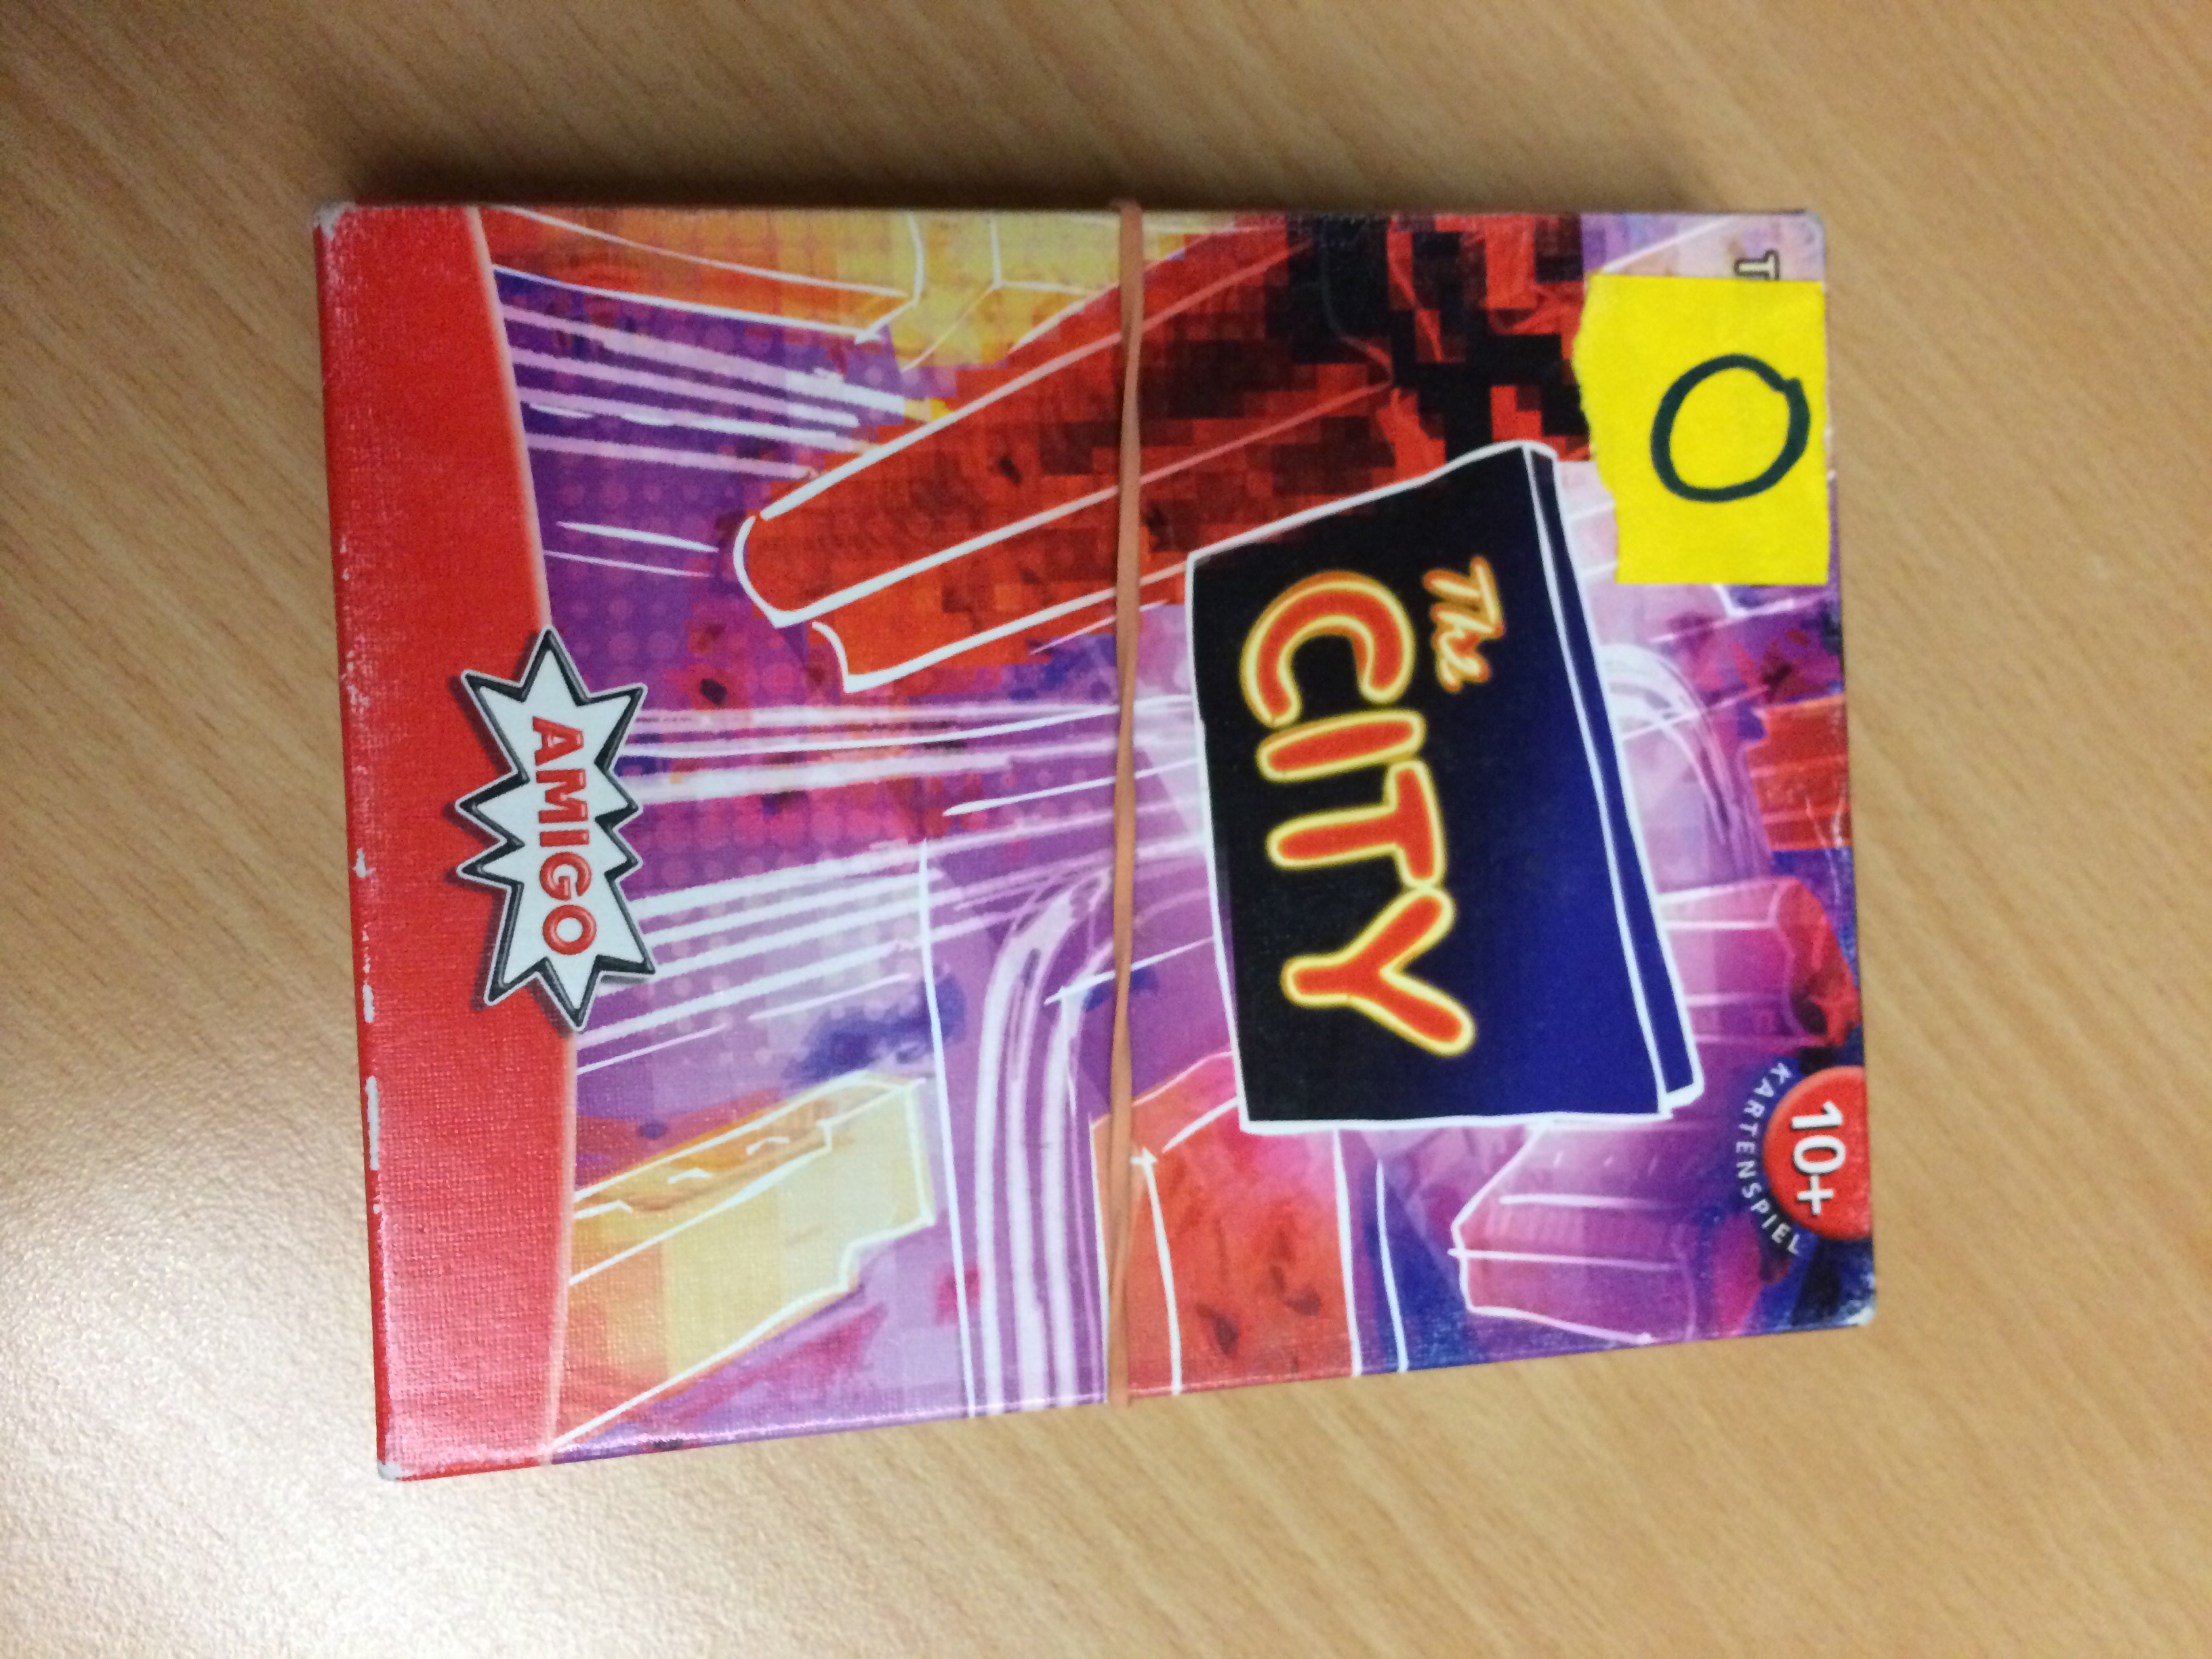 T
O
10+
KARTENSPIEL
The
CITY
AMIGO